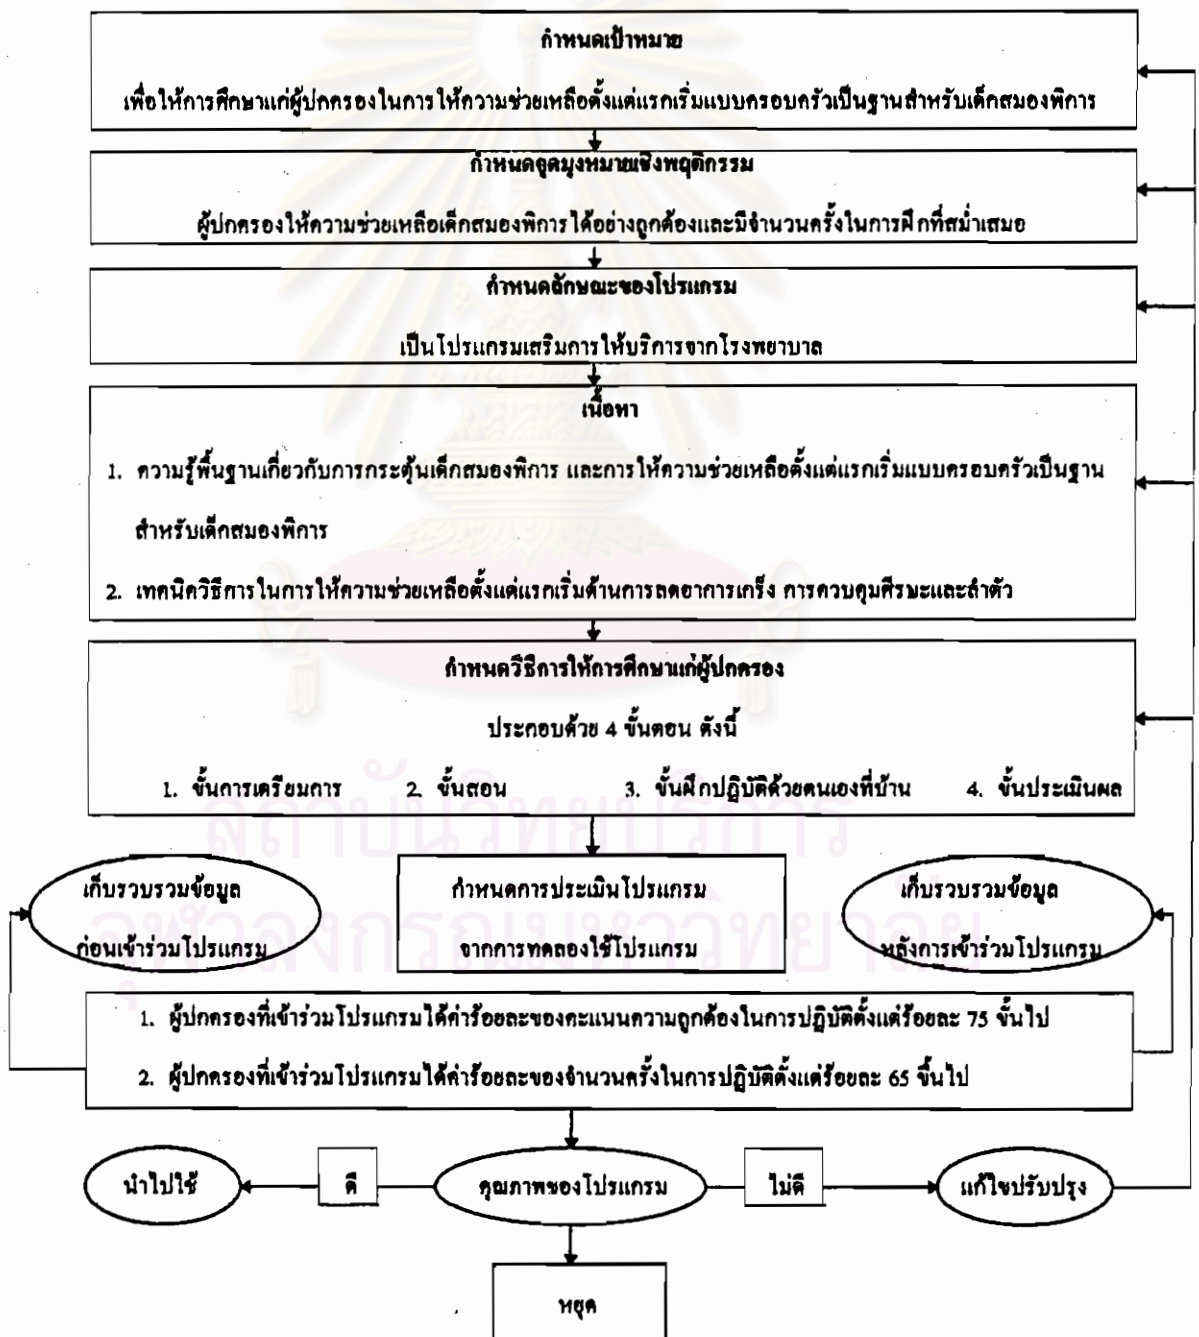 กำหนดเป้าหมาย
เพื่อให้การศึกษาแก่ผู้ปกครองในการให้ความช่วยเหลือตั้งแต่แรกเริ่มแบบครอบครัวเป็นฐานสำหรับเด็กสมองพิการ
กำหนดจุดมุ่งหมายเชิงพฤติกรรม
ผู้ปกครองให้ความช่วยเหลือเด็กสมองพิการได้อย่างถูกต้องและมีจำนวนครั้งในการฝึกที่สม่ำเสมอ
กำหนดลักษณะของโปรแกรม
เป็นโปรแกรมเสริมการให้บริการจากโรงพยาบาล
เนื้อหา
1. ความรู้พื้นฐานเกี่ยวกับการกระตุ้นเด็กสมองพิการ และการให้ความช่วยเหลือตั้งแต่แรกเริ่มแบบครอบครัวเป็นฐาน
สำหรับเด็กสมองพิการ
2. เทคนิควิธีการในการให้ความช่วยเหลือตั้งแต่แรกเริ่มด้านการลดอาการเกร็ง การควบคุมศีรษะและลำตัว
กำหนดวิธีการให้การศึกษาแก่ผู้ปกครอง
ประกอบด้วย 4 ขั้นตอน ดังนี้
1. ขั้นการเตรียมการ 2. ขั้นสอน 3. ขั้นฝึกปฏิบัติด้วยตนเองที่บ้าน 4. ขั้นประเมินผล
สถาบันวิทยบริการ
เก็บรวบรวมข้อมูล
ก่อนเข้าร่วมโปรแกรม
กำหนดการประเมินโปรแกรม
จากการทดลองใช้โปรแกรม
เก็บรวบรวมข้อมูล
หลังการเข้าร่วมโปรแกรม
จุฬาลงกรณ์มหาวิทยาลัย
1. ผู้ปกครองที่เข้าร่วมโปรแกรมได้ค่าร้อยละของคะแนนความถูกต้องในการปฏิบัติตั้งแต่ร้อยละ 75 ขึ้นไป
2. ผู้ปกครองที่เข้าร่วมโปรแกรมได้ค่าร้อยละของจำนวนครั้งในการปฏิบัติตั้งแต่ร้อยละ 65 ขึ้นไป
นำไปใช้ ดี คุณภาพของโปรแกรม ไม่ดี แก้ไขปรับปรุง
หยุด